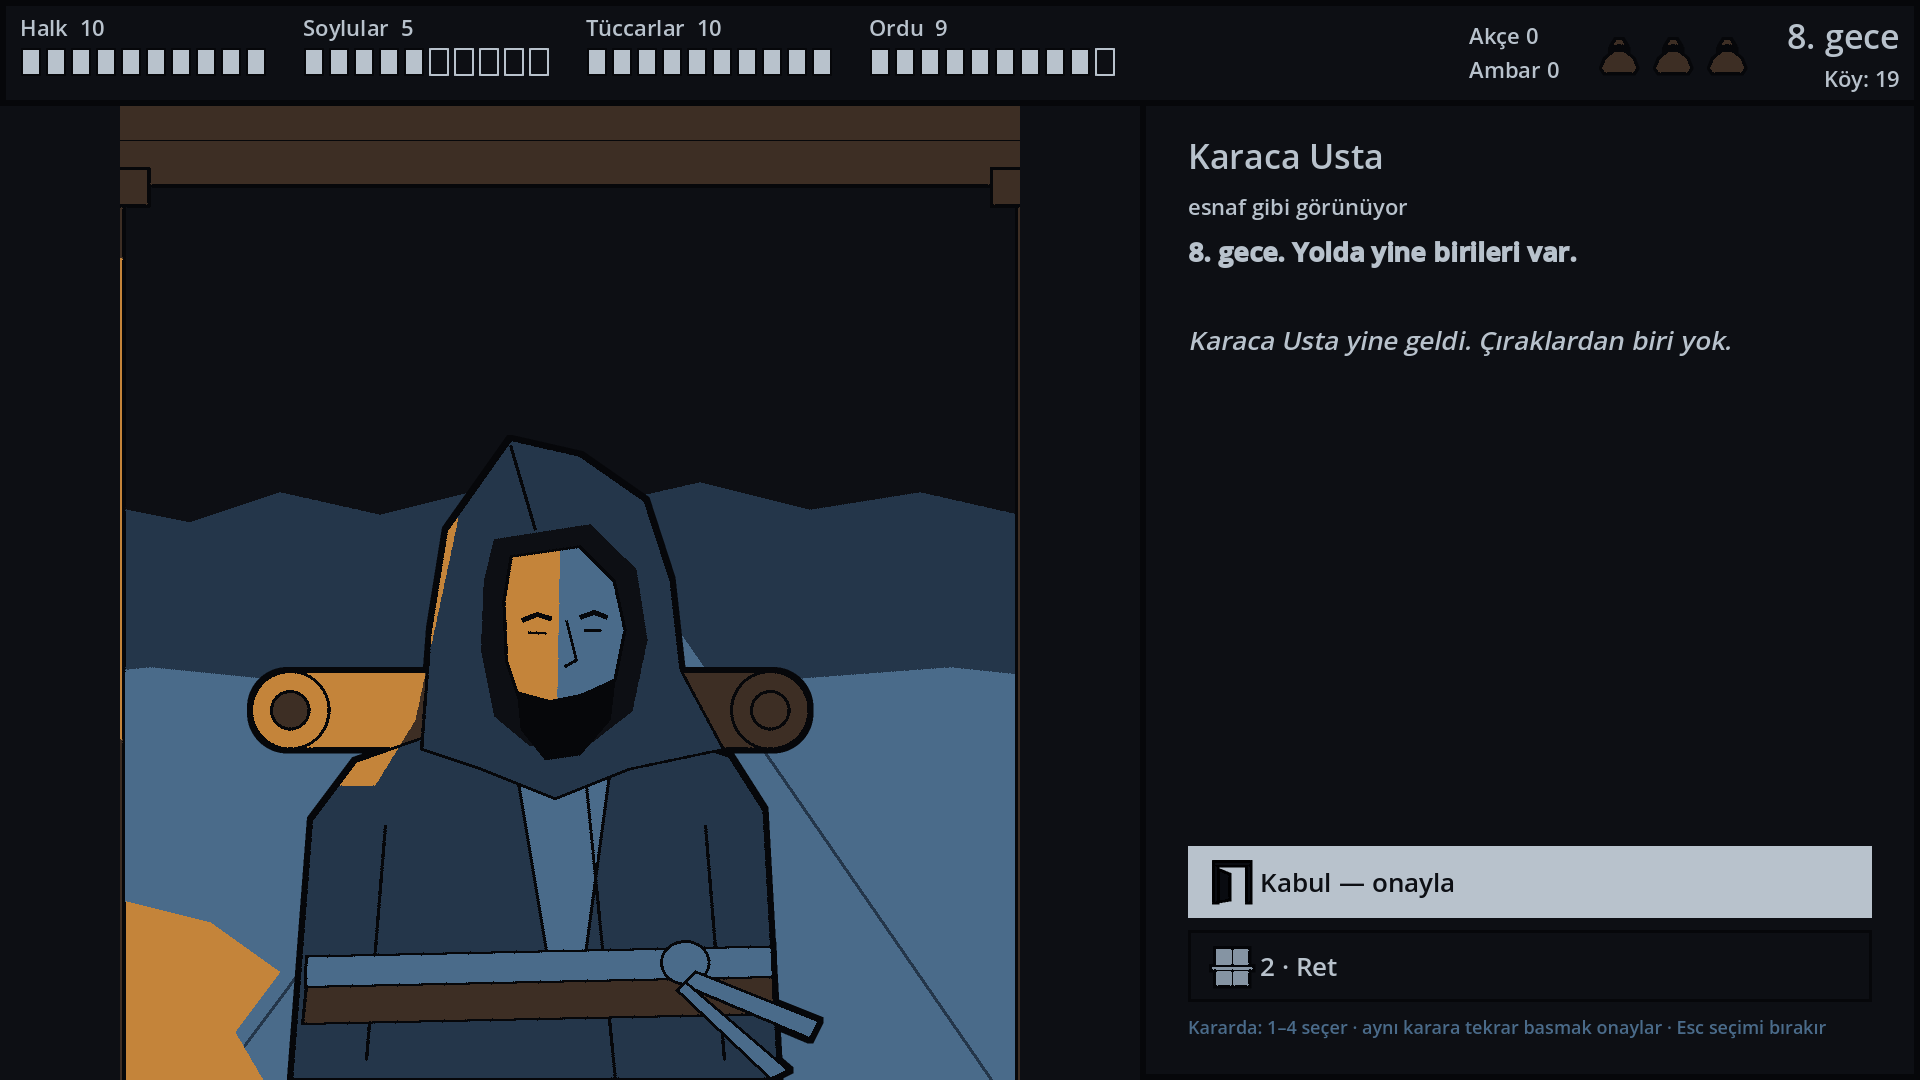 Halk 10
Soylular 5
Tüccarlar 10
Ordu 9
Akçe 0
Ambar 0
8. gece
Köy: 19
Karaca Usta
esnaf gibi görünüyor
8. gece. Yolda yine birileri var.
Karaca Usta yine geldi. Çıraklardan biri yok.
Kabul — onayla
2 · Ret
Kararda: 1–4 seçer · aynı karara tekrar basmak onaylar · Esc seçimi bırakır